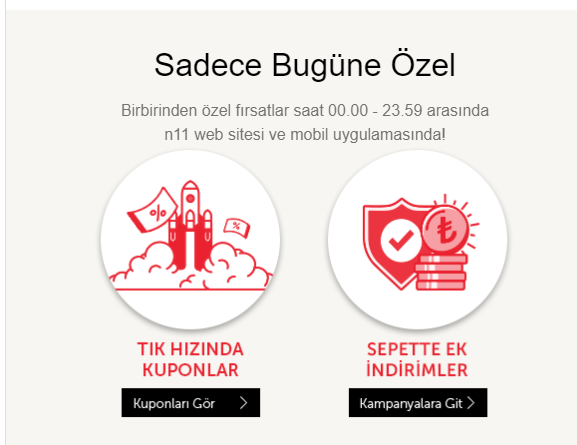 Sadece Bugüne Özel
Birbirinden özel fırsatlar saat 00.00 - 23.59 arasında
n11 web sitesi ve mobil uygulamasında!
%
%
₺
TIK HIZINDA
KUPONLAR
Kuponları Gör
SEPETTE EK
İNDİRİMLER
Kampanyalara Git